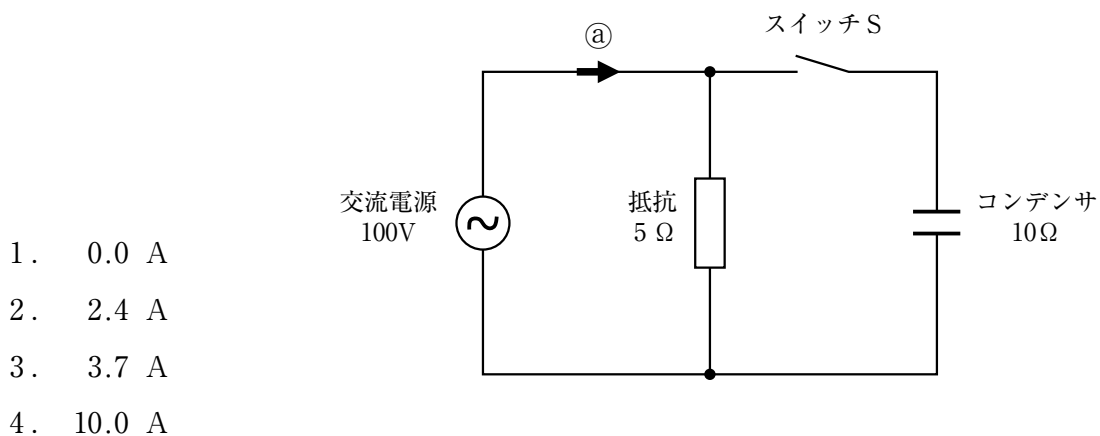 スイッチ S
ⓐ
交流電源
100V
抵抗
5 Ω
コンデンサ
10Ω
1. 0.0 A
2. 2.4 A
3. 3.7 A
4. 10.0 A